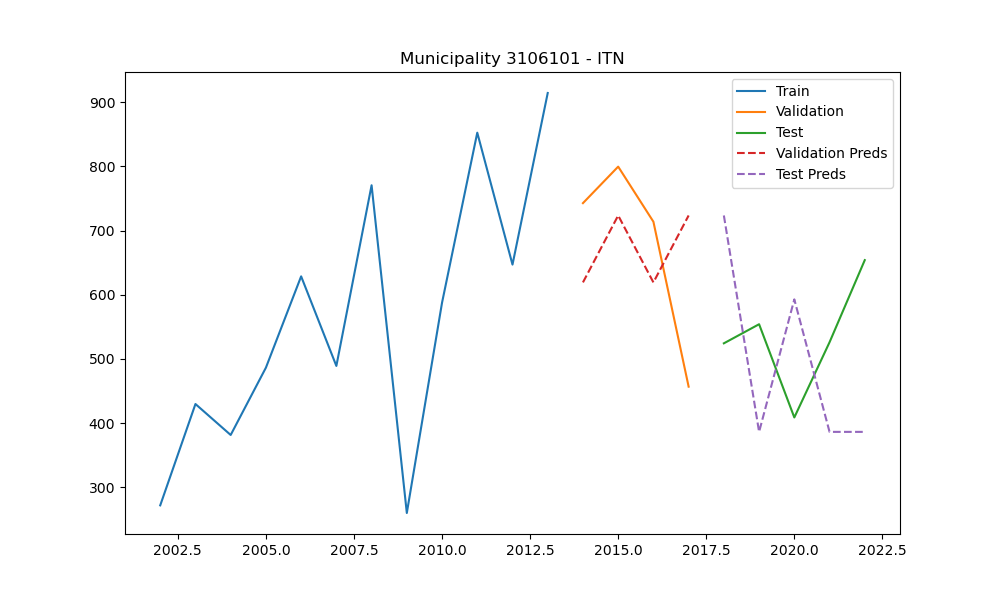 Municipality 3106101 - ITN
900
800
700
600
500
400
300
2002.5 2005.0 2007.5 2010.0 2012.5 2015.0 2017.5 2020.0 2022.5
Train
Validation
Test
Validation Preds
Test Preds